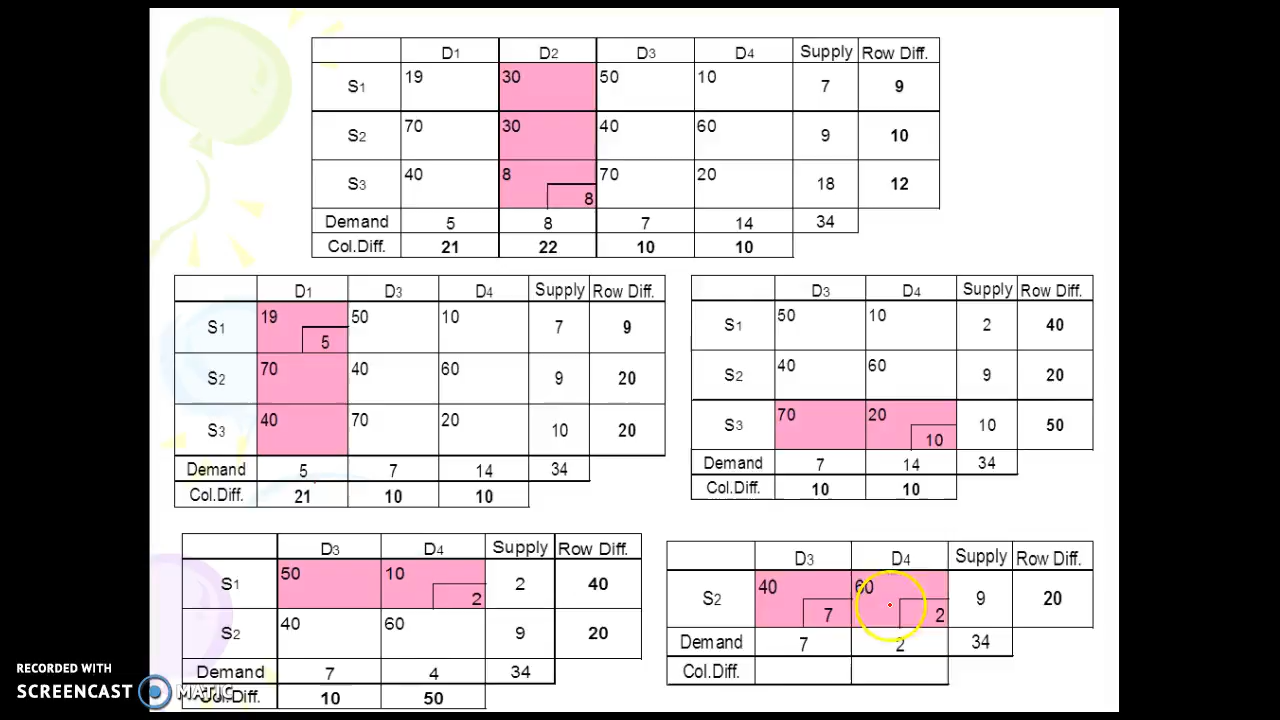 D1 D2 D3 D4 Supply Row Diff.
S1 19 30 50 10 7 9
S2 70 30 40 60 9 10
S3 40 8 8 70 20 18 12
Demand 5 8 7 14 34
Col.Diff. 21 22 10 10
D1 D3 D4 Supply Row Diff.
S1 19 5 50 10 7 9
S2 70 40 60 9 20
S3 40 70 20 10 20
Demand 5 7 14 34
Col.Diff. 21 10 10
D3 D4 Supply Row Diff.
S1 50 10 2 40
S2 40 60 9 20
S3 70 20 10 10 50
Demand 7 14 34
Col.Diff. 10 10
D3 D4 Supply Row Diff.
S1 50 10 2 2 40
S2 40 60 9 20
Demand 7 4 34
Col.Diff. 10 50
D3 D4 Supply Row Diff.
S2 40 7 60 2 9 20
Demand 7 2 34
Col.Diff.
RECORDED WITH
SCREENCAST MATIC